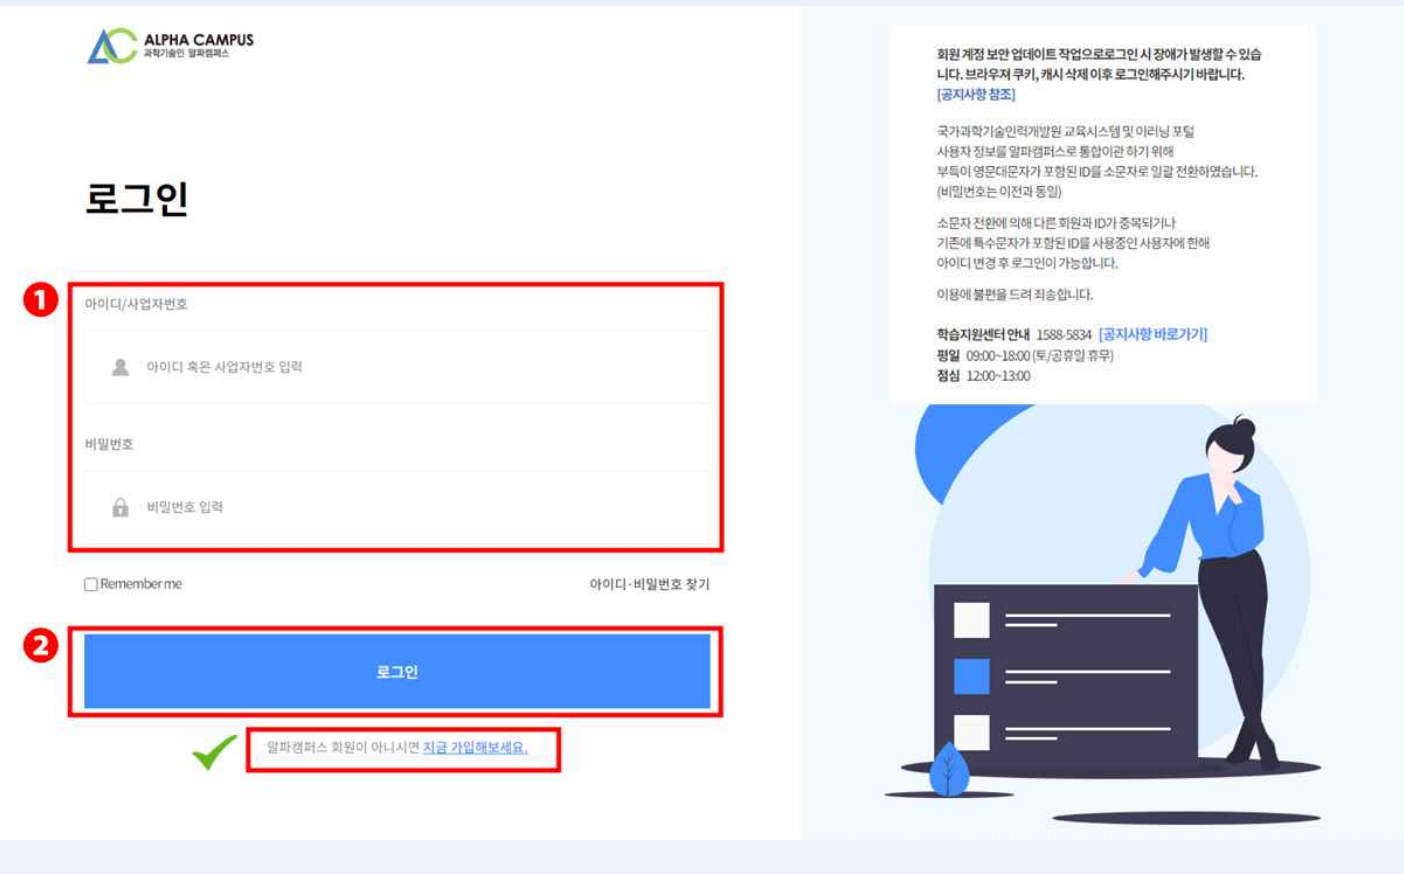 ALPHA CAMPUS
과학기술인 알파캠퍼스
로그인
1
아이디/사업자번호
아이디 혹은 사업자번호 입력
비밀번호
비밀번호 입력
Remember me
아이디·비밀번호 찾기
2
로그인
알파캠퍼스 회원이 아니시면 지금 가입해보세요.
회원 계정 보안 업데이트 작업으로로그인 시 장애가 발생할 수 있습
니다. 브라우져 쿠키, 캐시 삭제 이후 로그인해주시기 바랍니다.
[공지사항 참조]
국가과학기술인력개발원 교육시스템 및 이러닝 포털
사용자 정보를 알파캠퍼스로 통합이관 하기 위해
부득이 영문대문자가 포함된 ID를 소문자로 일괄 전환하였습니다.
(비밀번호는 이전과 동일)
소문자 전환에 의해 다른 회원과 ID가 중복되거나
기존에 특수문자가 포함된 ID를 사용중인 사용자에 한해
아이디 변경 후 로그인이 가능합니다.
이용에 불편을 드려 죄송합니다.
학습지원센터 안내 1588-5834 [공지사항 바로가기]
평일 09:00~18:00 (토/공휴일 휴무)
점심 12:00~13:00